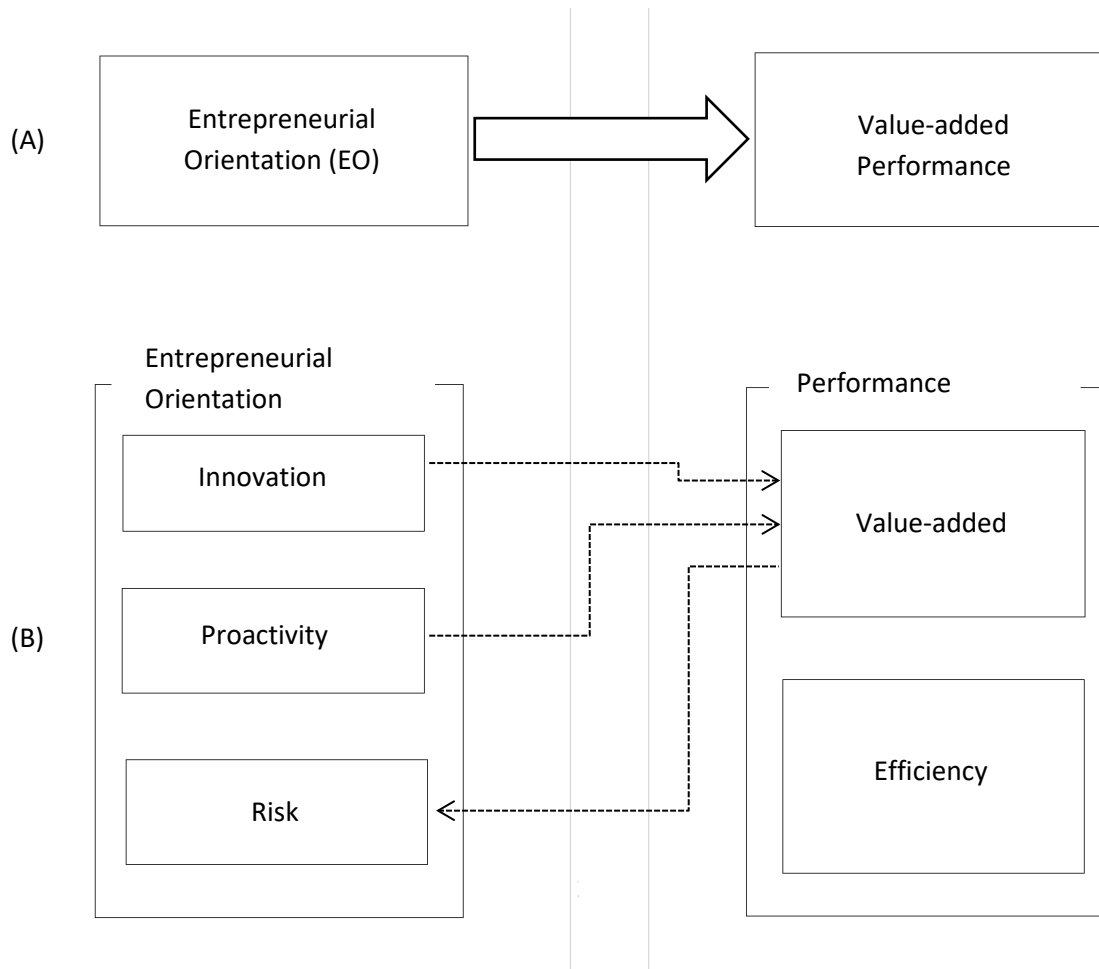 (A)
Entrepreneurial
Orientation (EO)
Value-added
Performance
Entrepreneurial
Orientation
Performance
Innovation
Value-added
(B)
Proactivity
Efficiency
Risk